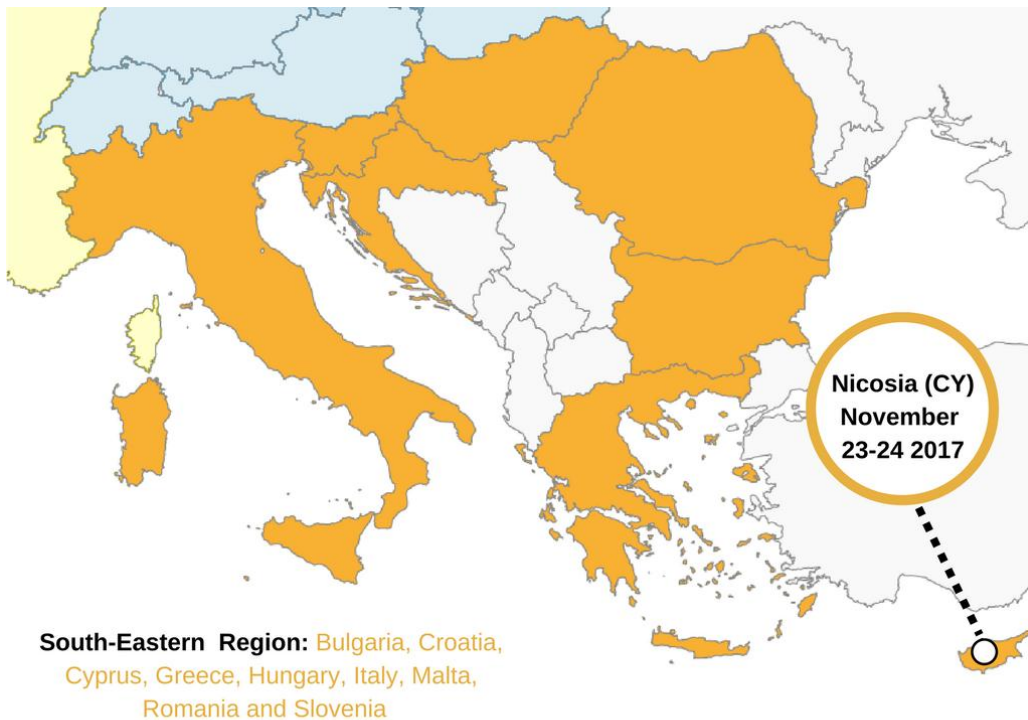 Nicosia (CY)
November
23-24 2017
South-Eastern Region: Bulgaria, Croatia,
Cyprus, Greece, Hungary, Italy, Malta,
Romania and Slovenia